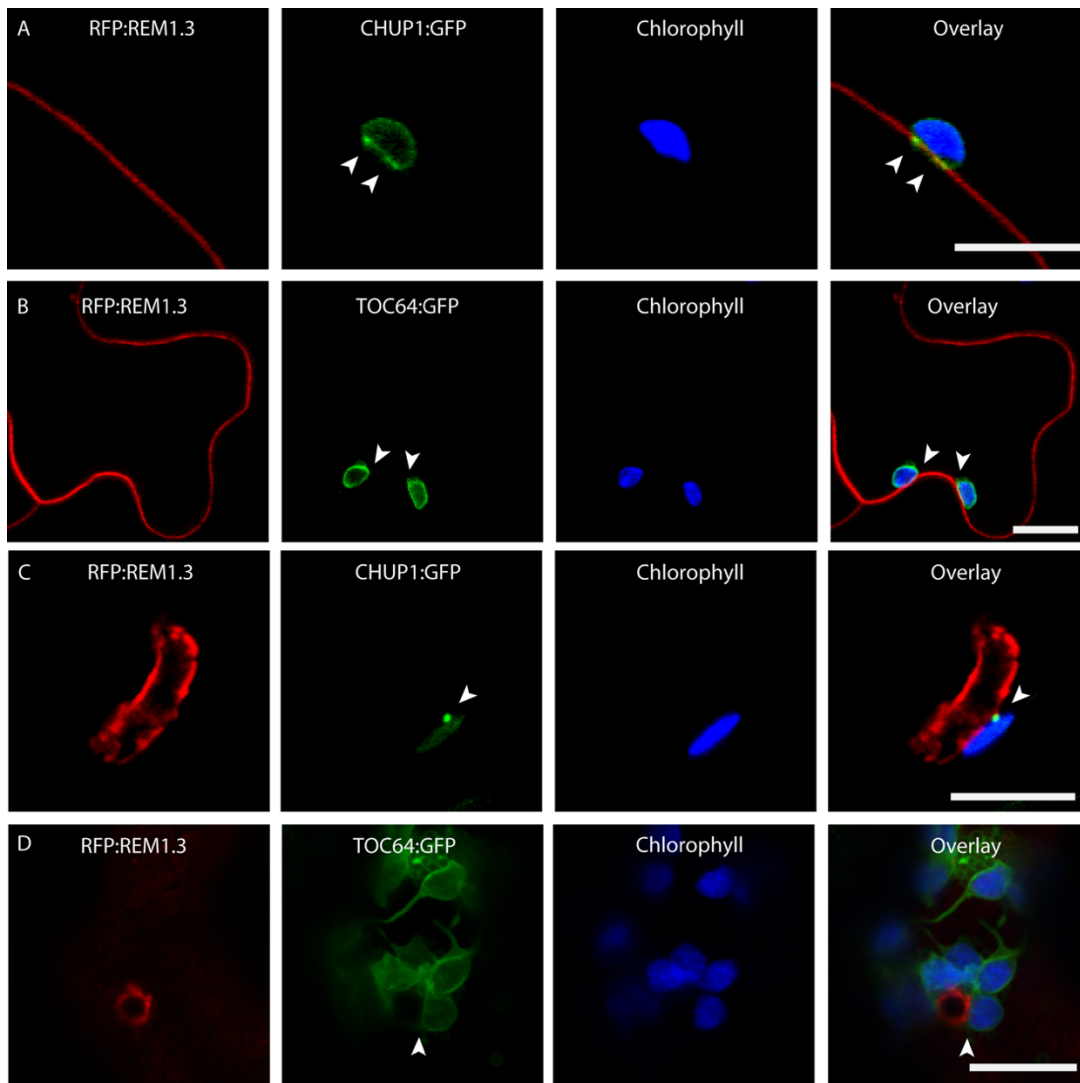 A RFP:REM1.3 CHUP1:GFP Chlorophyll Overlay
B RFP:REM1.3 TOC64:GFP Chlorophyll Overlay
C RFP:REM1.3 CHUP1:GFP Chlorophyll Overlay
D RFP:REM1.3 TOC64:GFP Chlorophyll Overlay